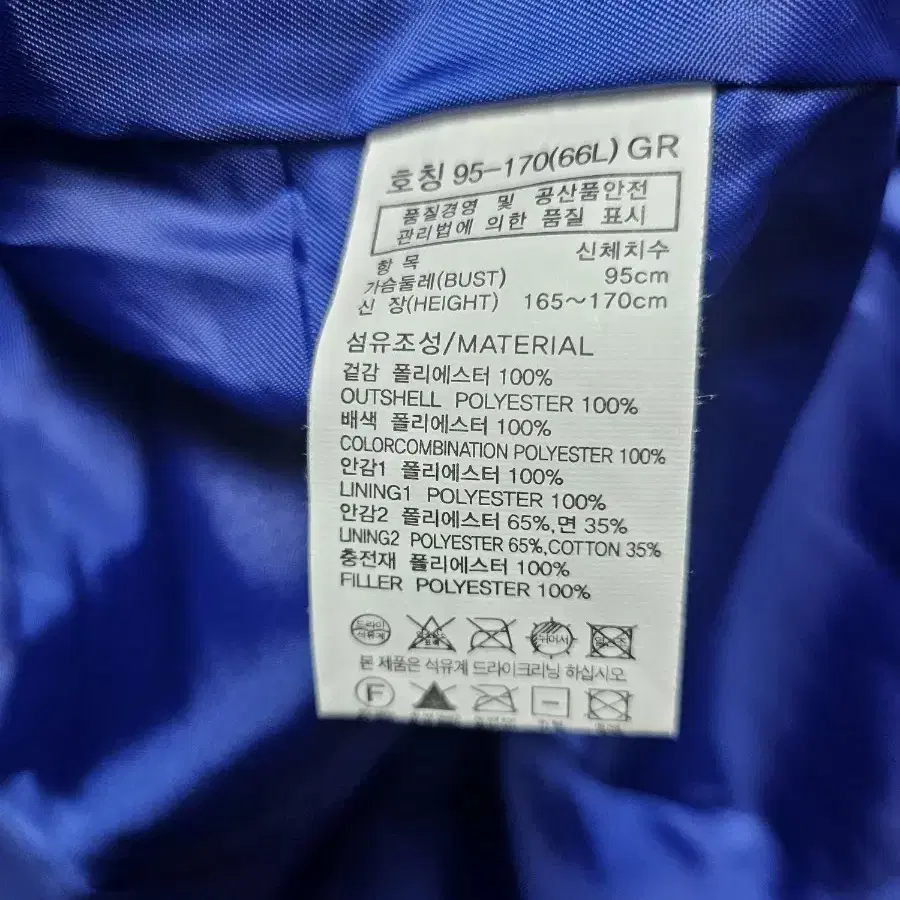 호칭 95-170(66L) GR
품질경영 및 공산품안전
관리법에 의한 품질 표시
항 목 신체치수
가슴둘레(BUST) 95cm
신 장(HEIGHT) 165~170cm
섬유조성/MATERIAL
겉감 폴리에스터 100%
OUTSHELL POLYESTER 100%
배색 폴리에스터 100%
COLORCOMBINATION POLYESTER 100%
안감1 폴리에스터 100%
LINING1 POLYESTER 100%
안감2 폴리에스터 65%,면 35%
LINING2 POLYESTER 65%,COTTON 35%
충전재 폴리에스터 100%
FILLER POLYESTER 100%
드라이
석유계
본 제품은 석유계 드라이크리닝 하십시오
F